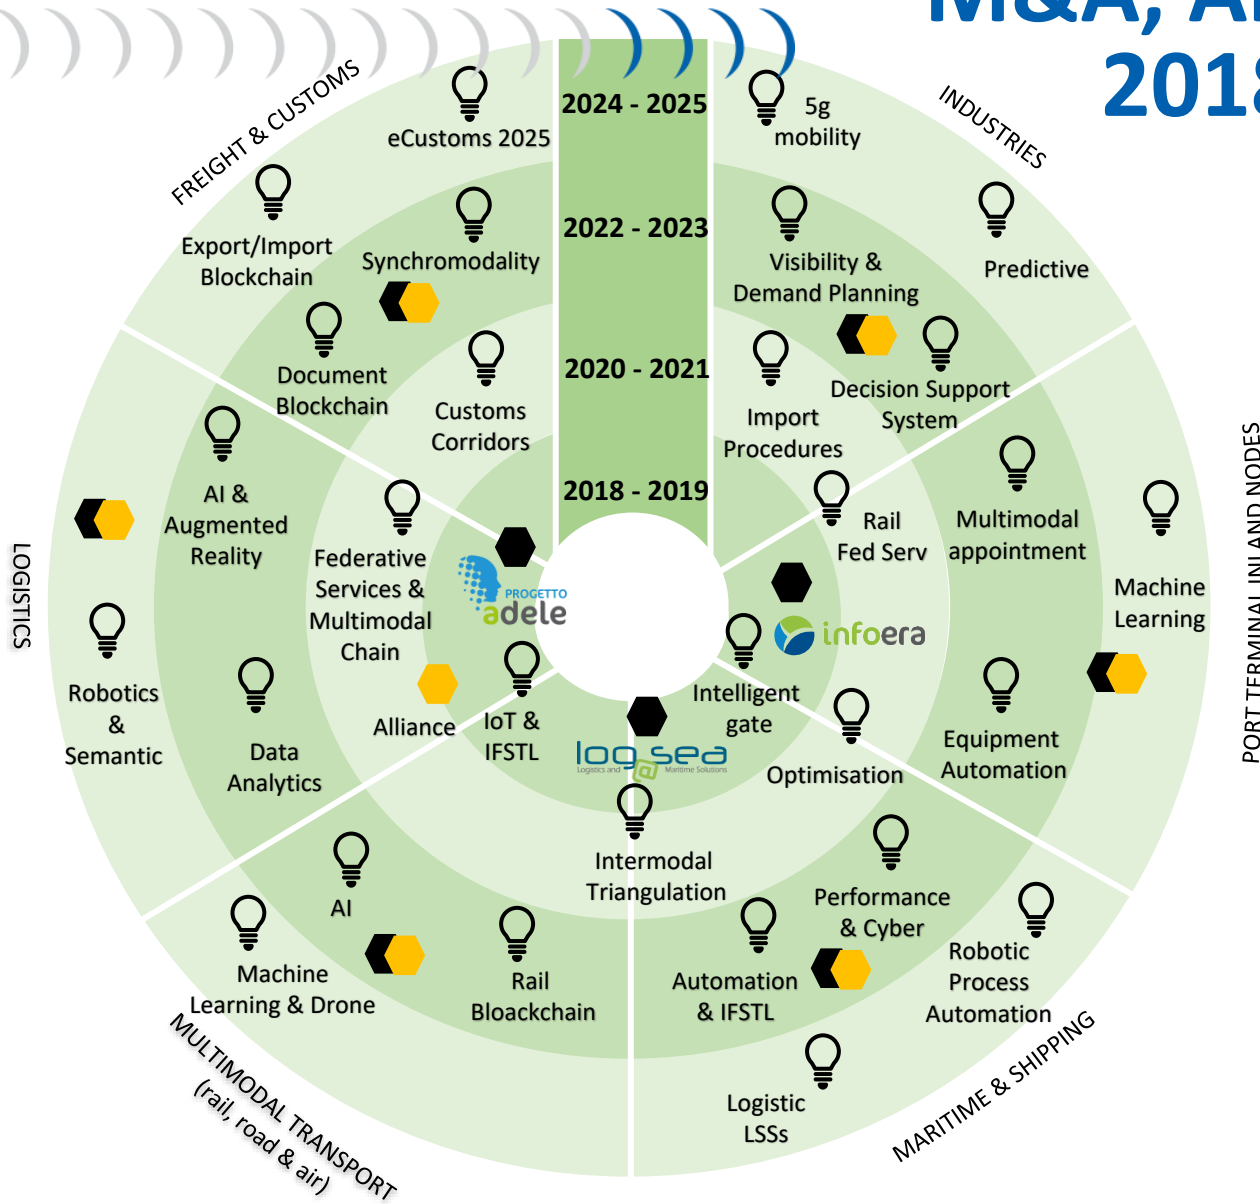 M&A, A
2018
FREIGHT & CUSTOMS
INDUSTRIES
2024 - 2025
5g
mobility
eCustoms 2025
Export/Import
Blockchain
2022 - 2023
Synchromodality
Visibility &
Demand Planning
Predictive
Document
Blockchain
2020 - 2021
Customs
Corridors
Import
Procedures
Decision Support
System
2018 - 2019
LOGISTICS
AI &
Augmented
Reality
Federative
Services &
Multimodal
Chain
PROGETTO
adele
Rail
Fed Serv
Multimodal
appointment
Machine
Learning
PORT TERMINAL INLAND NODES
infoera
Robotics
&
Semantic
Data
Analytics
Alliance
IoT &
IFSTL
Intelligent
gate
log@sea
Logistics and Maritime Solutions
Optimisation
Equipment
Automation
Intermodal
Triangulation
Performance
& Cyber
AI
Machine
Learning & Drone
Rail
Bloackchain
Automation
& IFSTL
Robotic
Process
Automation
Logistic
LSSs
MULTIMODAL TRANSPORT
(rail, road & air)
MARITIME & SHIPPING